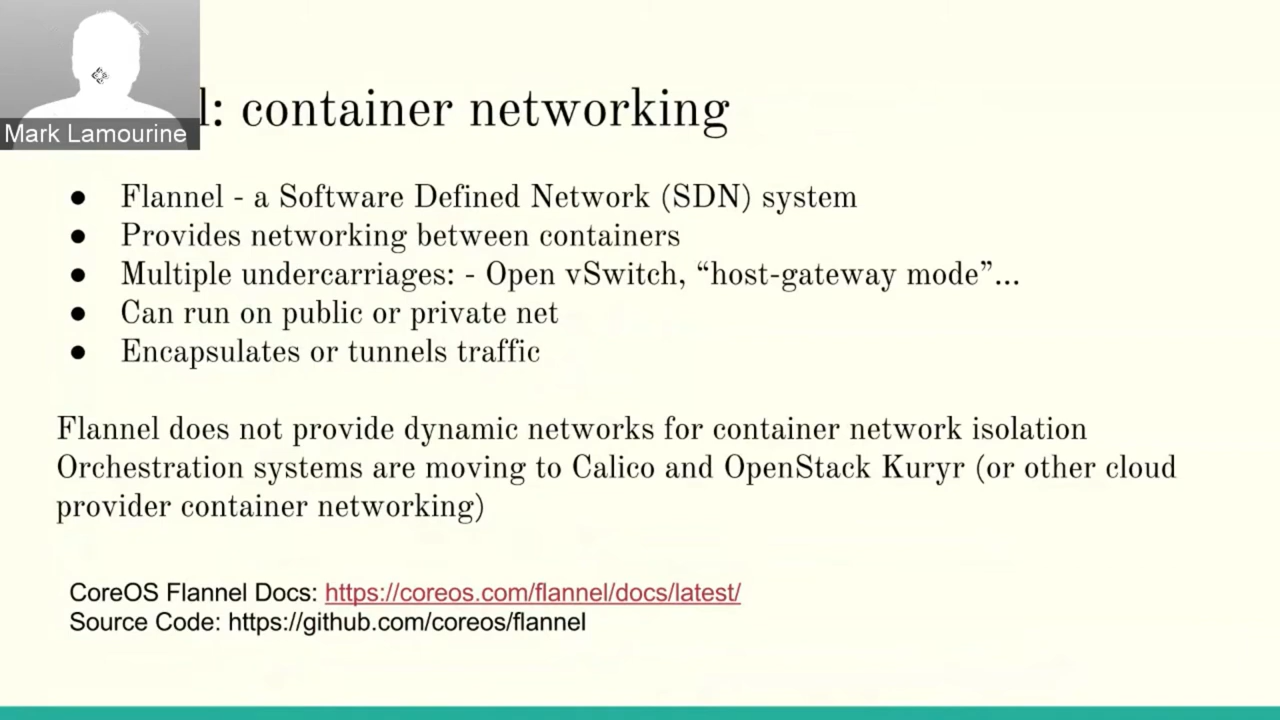 Mark Lamourine
l: container networking
● Flannel - a Software Defined Network (SDN) system
● Provides networking between containers
● Multiple undercarriages: - Open vSwitch, “host-gateway mode”...
● Can run on public or private net
● Encapsulates or tunnels traffic
Flannel does not provide dynamic networks for container network isolation
Orchestration systems are moving to Calico and OpenStack Kuryr (or other cloud
provider container networking)
CoreOS Flannel Docs: https://coreos.com/flannel/docs/latest/
Source Code: https://github.com/coreos/flannel